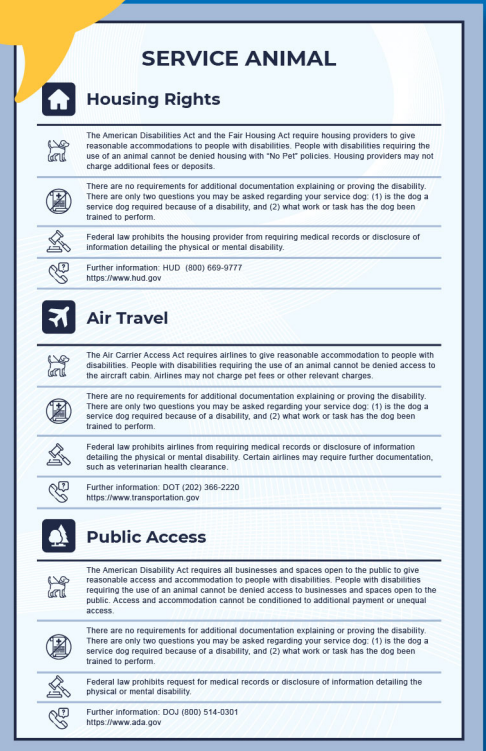 SERVICE ANIMAL
Housing Rights
The American Disabilities Act and the Fair Housing Act require housing providers to give
reasonable accommodations to people with disabilities. People with disabilities requiring the
use of an animal cannot be denied housing with "No Pet" policies. Housing providers may not
charge additional fees or deposits.
There are no requirements for additional documentation explaining or proving the disability.
There are only two questions you may be asked regarding your service dog: (1) is the dog a
service dog required because of a disability, and (2) what work or task has the dog been
trained to perform.
Federal law prohibits the housing provider from requiring medical records or disclosure of
information detailing the physical or mental disability.
Further information: HUD (800) 669-9777
https://www.hud.gov
Air Travel
The Air Carrier Access Act requires airlines to give reasonable accommodation to people with
disabilities. People with disabilities requiring the use of an animal cannot be denied access to
the aircraft cabin. Airlines may not charge pet fees or other relevant charges.
There are no requirements for additional documentation explaining or proving the disability.
There are only two questions you may be asked regarding your service dog: (1) is the dog a
service dog required because of a disability, and (2) what work or task has the dog been
trained to perform.
Federal law prohibits airlines from requiring medical records or disclosure of information
detailing the physical or mental disability. Certain airlines may require further documentation,
such as veterinarian health clearance.
Further information: DOT (202) 366-2220
https://www.transportation.gov
Public Access
The American Disability Act requires all businesses and spaces open to the public to give
reasonable access and accommodation to people with disabilities. People with disabilities
requiring the use of an animal cannot be denied access to businesses and spaces open to the
public. Access and accommodation cannot be conditioned to additional payment or unequal
access.
There are no requirements for additional documentation explaining or proving the disability.
There are only two questions you may be asked regarding your service dog: (1) is the dog a
service dog required because of a disability, and (2) what work or task has the dog been
trained to perform.
Federal law prohibits request for medical records or disclosure of information detailing the
physical or mental disability.
Further information: DOJ (800) 514-0301
https://www.ada.gov